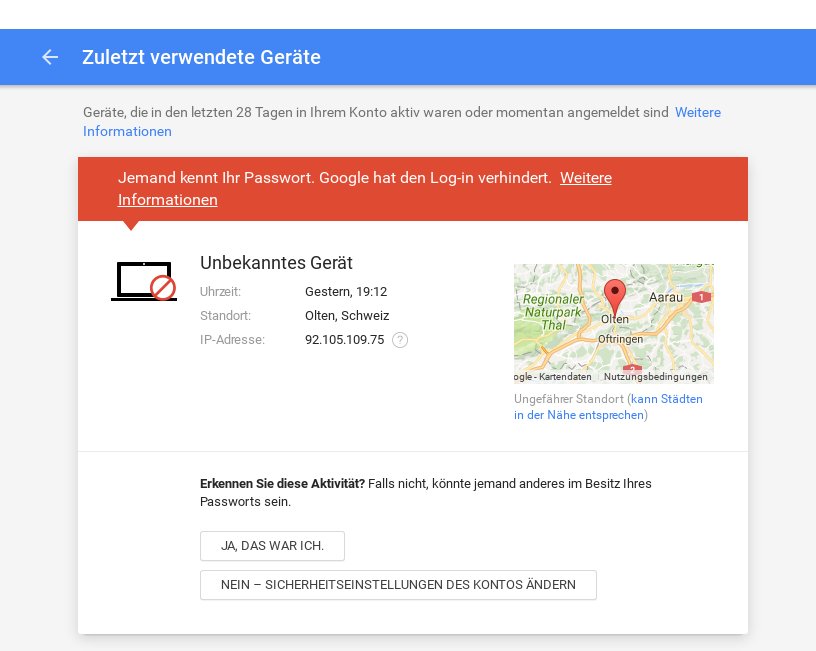 Zuletzt verwendete Geräte
Geräte, die in den letzten 28 Tagen in Ihrem Konto aktiv waren oder momentan angemeldet sind Weitere
Informationen
Jemand kennt Ihr Passwort. Google hat den Log-in verhindert. Weitere
Informationen
Unbekanntes Gerät
Uhrzeit: Gestern, 19:12
Standort: Olten, Schweiz
IP-Adresse: 92.105.109.75 ?
Regionaler
Naturpark
Thal
Aarau
1
Olten
Oftringen
ogle - Kartendaten Nutzungsbedingungen
Ungefährer Standort (kann Städten
in der Nähe entsprechen)
Erkennen Sie diese Aktivität? Falls nicht, könnte jemand anderes im Besitz Ihres
Passworts sein.
JA, DAS WAR ICH.
NEIN – SICHERHEITSEINSTELLUNGEN DES KONTOS ÄNDERN